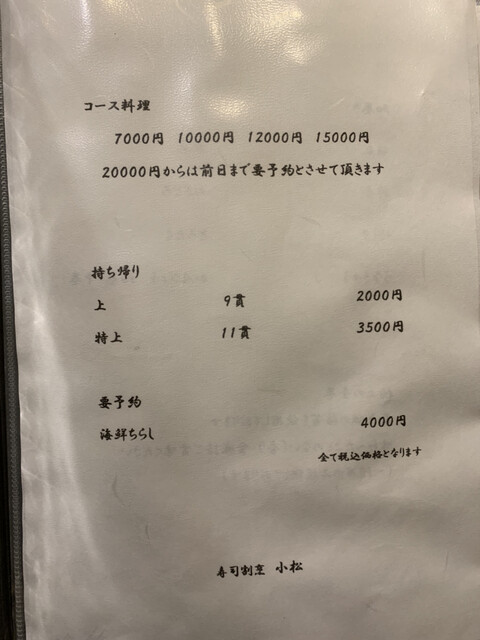 コース料理
7000円 10000円 12000円 15000円
20000円からは前日まで要予約とさせて頂きます
持ち帰り
上 9貫 2000円
特上 11貫 3500円
要予約
海鮮ちらし 4000円
全て税込価格となります
寿司割烹 小松